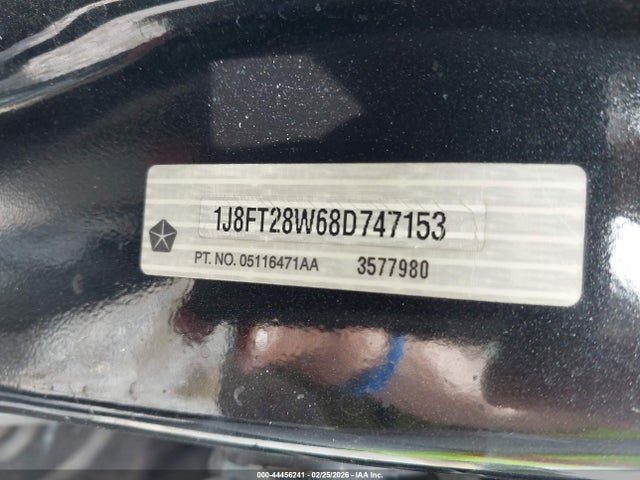 1J8FT28W68D747153
PT. NO. 05116471AA 3577980
000-44456241 - 02/25/2026 - IAA Inc.